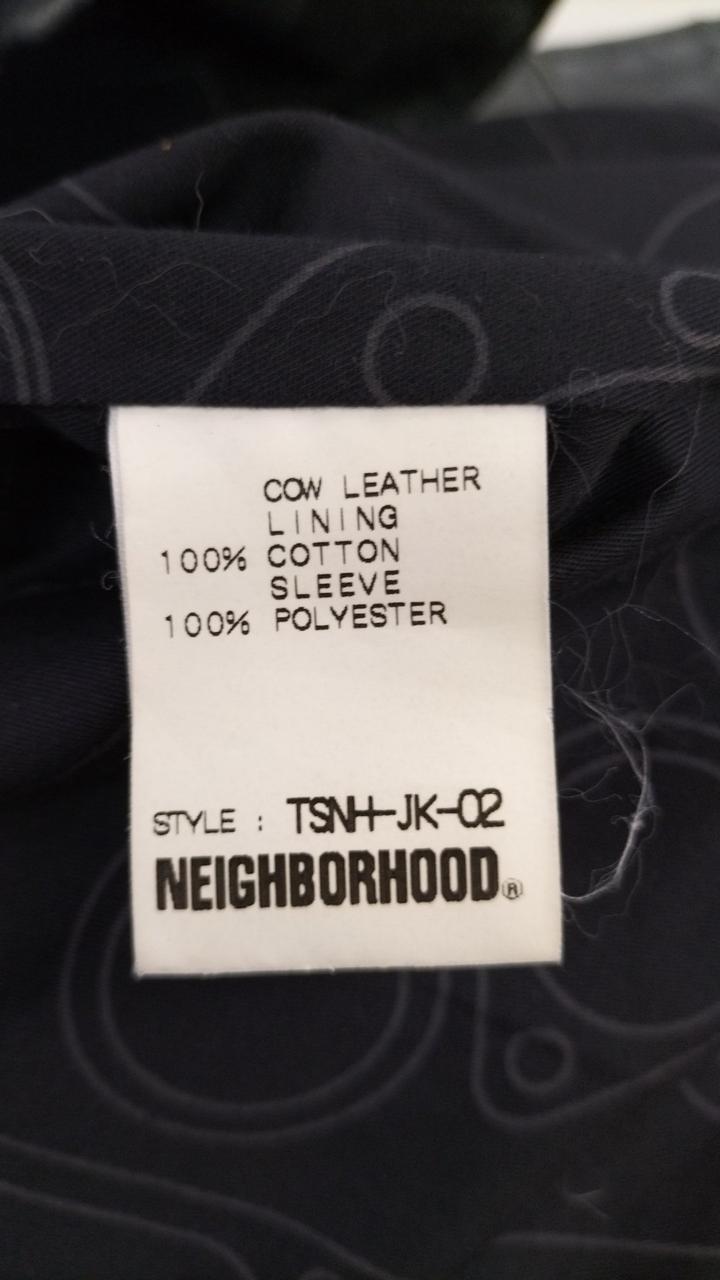 COW LEATHER
LINING
100% COTTON
SLEEVE
100% POLYESTER
STYLE : TSNH-JK-02
NEIGHBORHOOD®